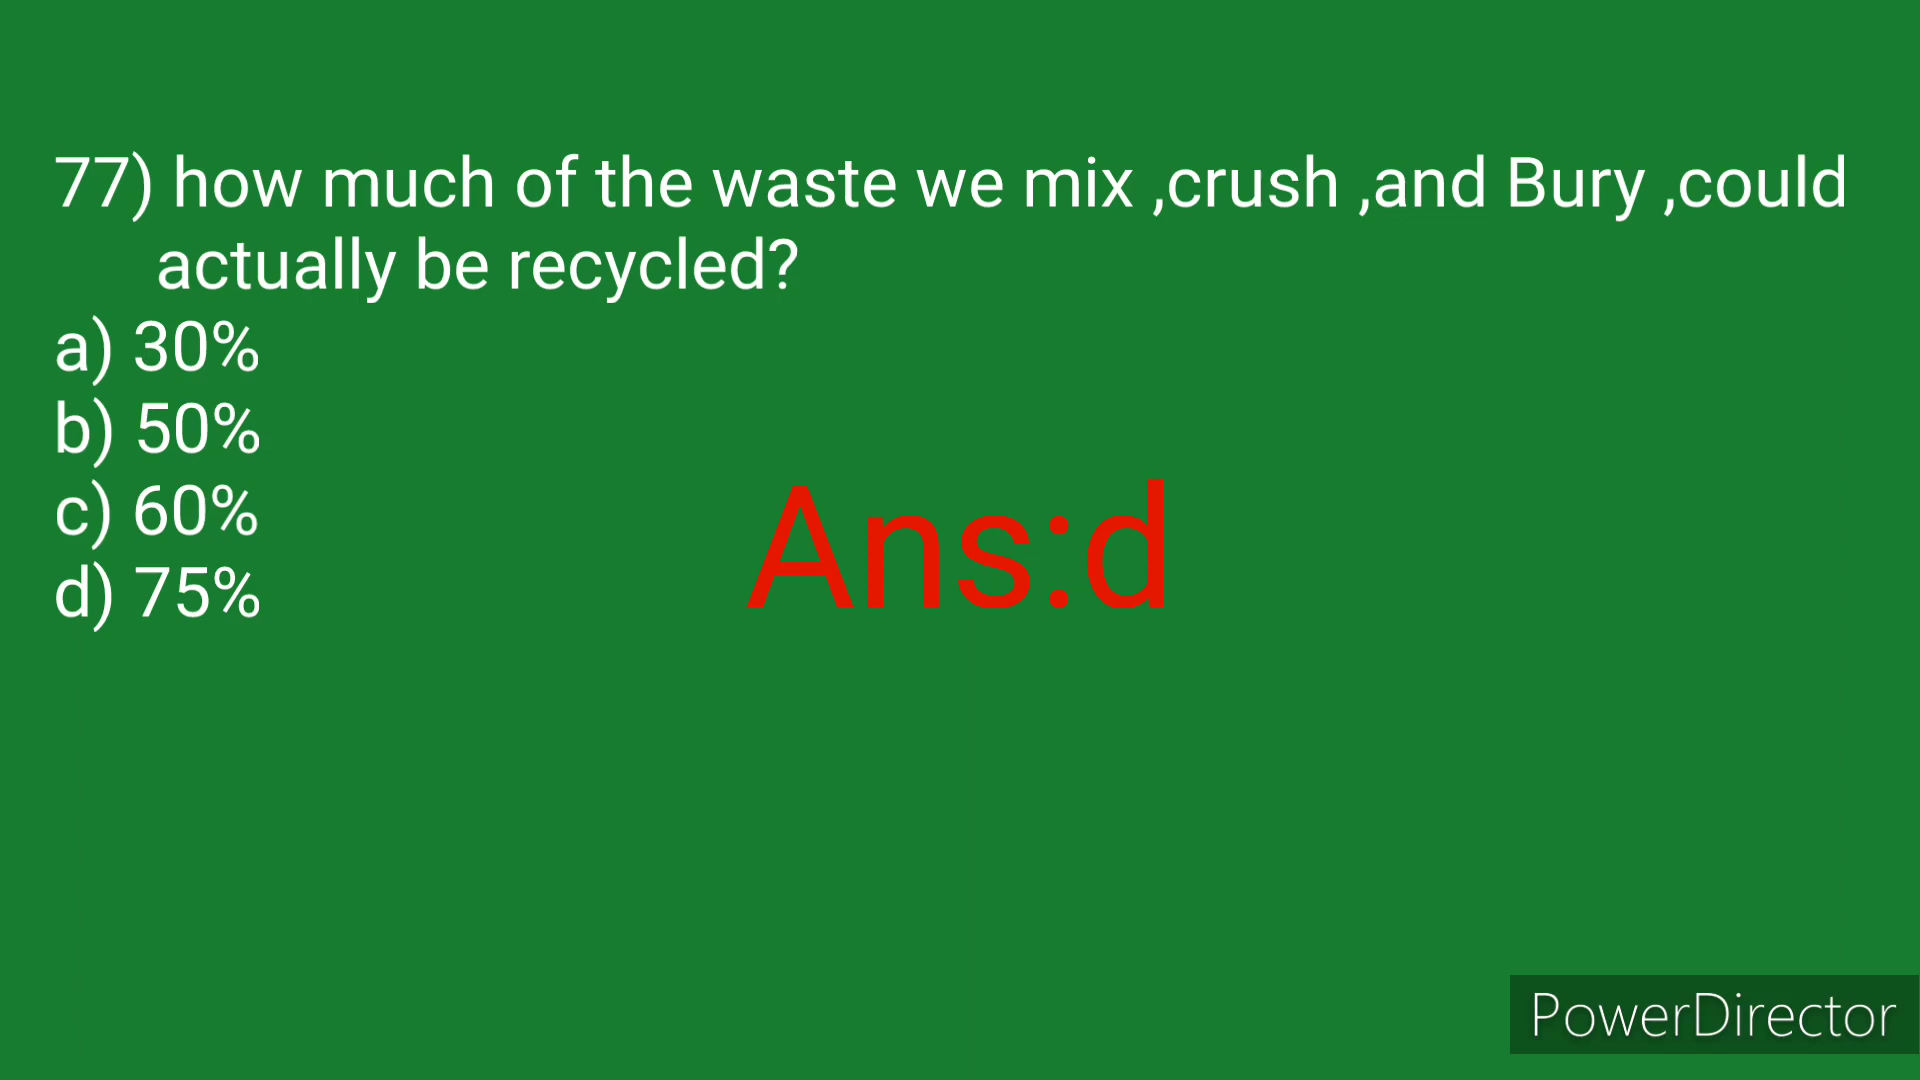 77) how much of the waste we mix ,crush ,and Bury ,could
actually be recycled?
a) 30%
b) 50%
c) 60%
d) 75%
Ans:d
PowerDirector